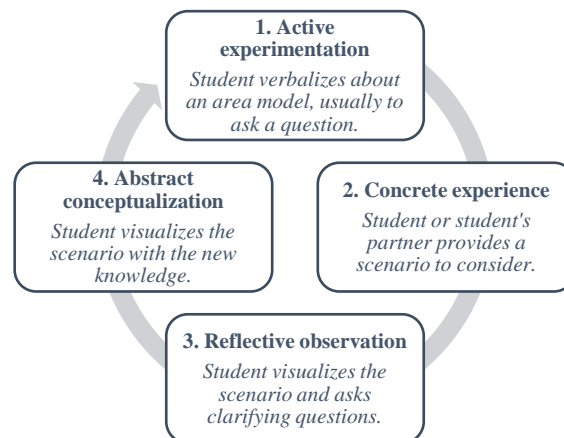 1. Active
experimentation
Student verbalizes about
an area model, usually to
ask a question.
2. Concrete experience
Student or student's
partner provides a
scenario to consider.
3. Reflective observation
Student visualizes the
scenario and asks
clarifying questions.
4. Abstract
conceptualization
Student visualizes the
scenario with the new
knowledge.